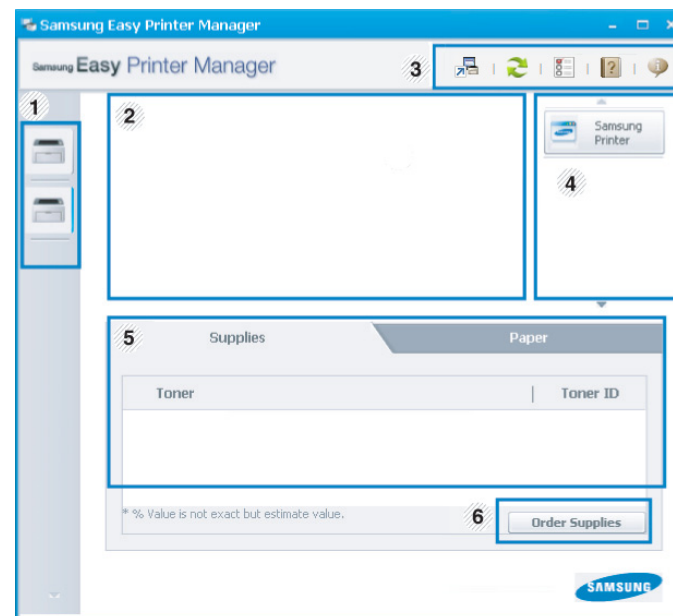 Samsung Easy Printer Manager
Samsung Easy Printer Manager
3
1
2
Samsung
Printer
4
5
Supplies
Paper
Toner
Toner ID
* % Value is not exact but estimate value.
6
Order Supplies
SAMSUNG